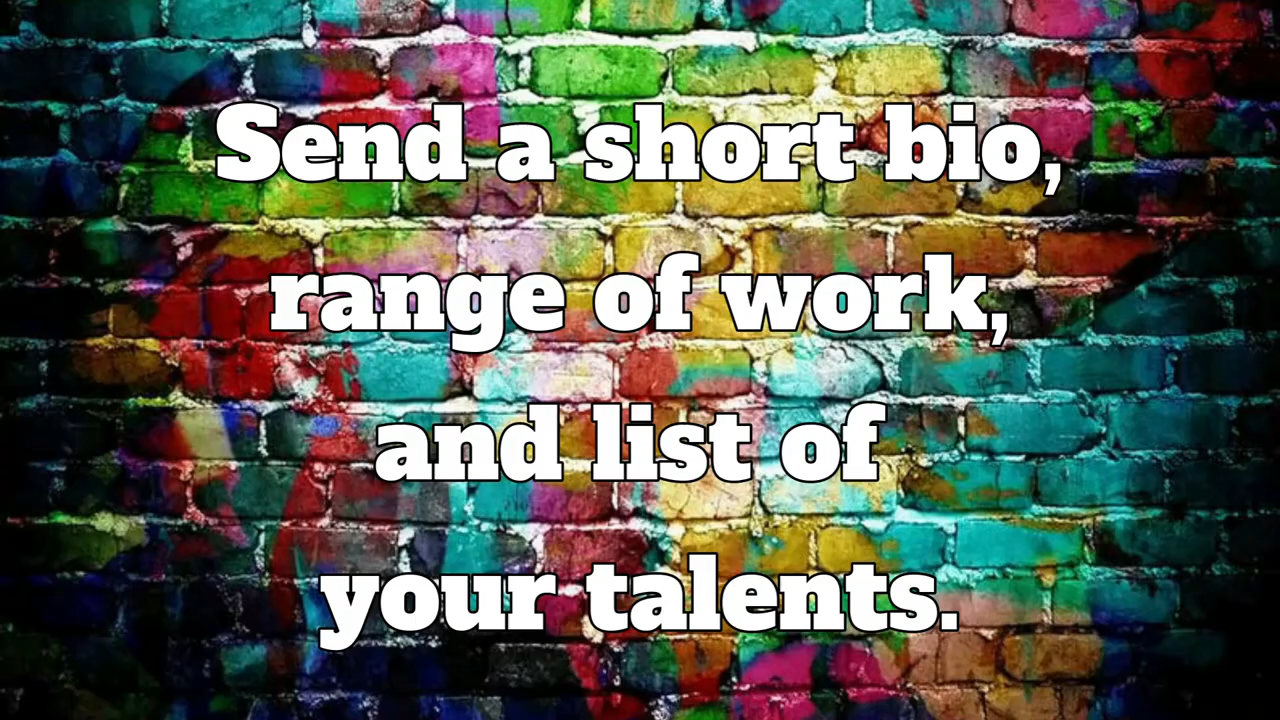 Send a short bio,
range of work,
and list of
your talents.